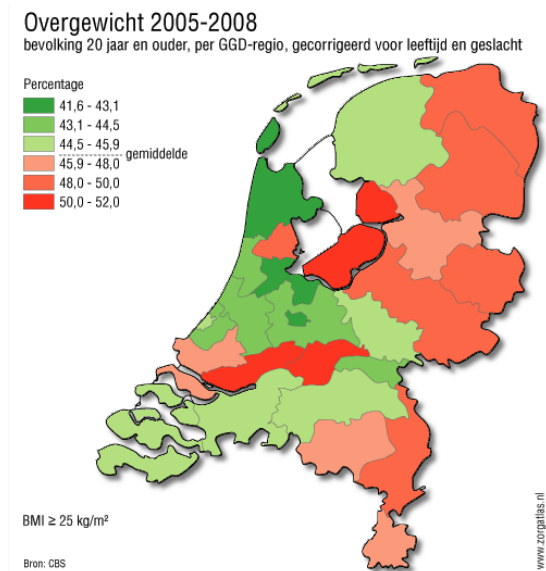 Overgewicht 2005-2008
bevolking 20 jaar en ouder, per GGD-regio, gecorrigeerd voor leeftijd en geslacht
Percentage
41,6 - 43,1
43,1 - 44,5
44,5 - 45,9
gemiddelde
45,9 - 48,0
48,0 - 50,0
50,0 - 52,0
BMI ≥ 25 kg/m²
Bron: CBS
www.zorgatlas.nl